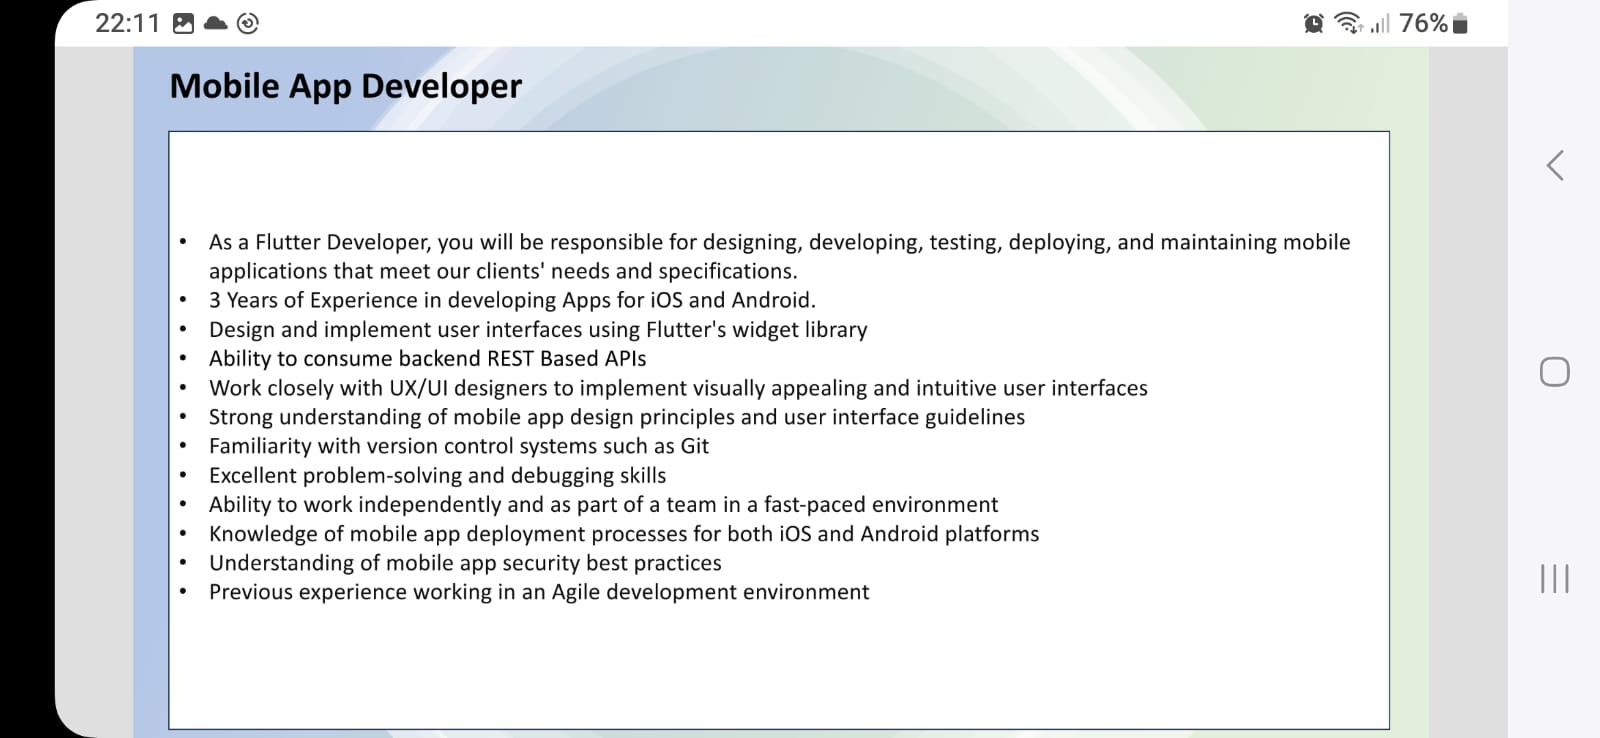 22:11
76%
Mobile App Developer
• As a Flutter Developer, you will be responsible for designing, developing, testing, deploying, and maintaining mobile
applications that meet our clients' needs and specifications.
• 3 Years of Experience in developing Apps for iOS and Android.
• Design and implement user interfaces using Flutter's widget library
• Ability to consume backend REST Based APIs
• Work closely with UX/UI designers to implement visually appealing and intuitive user interfaces
• Strong understanding of mobile app design principles and user interface guidelines
• Familiarity with version control systems such as Git
• Excellent problem-solving and debugging skills
• Ability to work independently and as part of a team in a fast-paced environment
• Knowledge of mobile app deployment processes for both iOS and Android platforms
• Understanding of mobile app security best practices
• Previous experience working in an Agile development environment